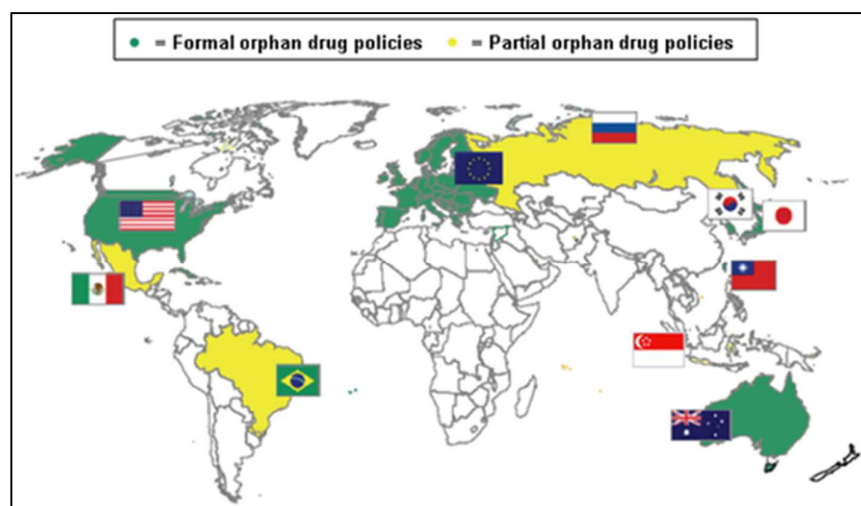 = Formal orphan drug policies = Partial orphan drug policies